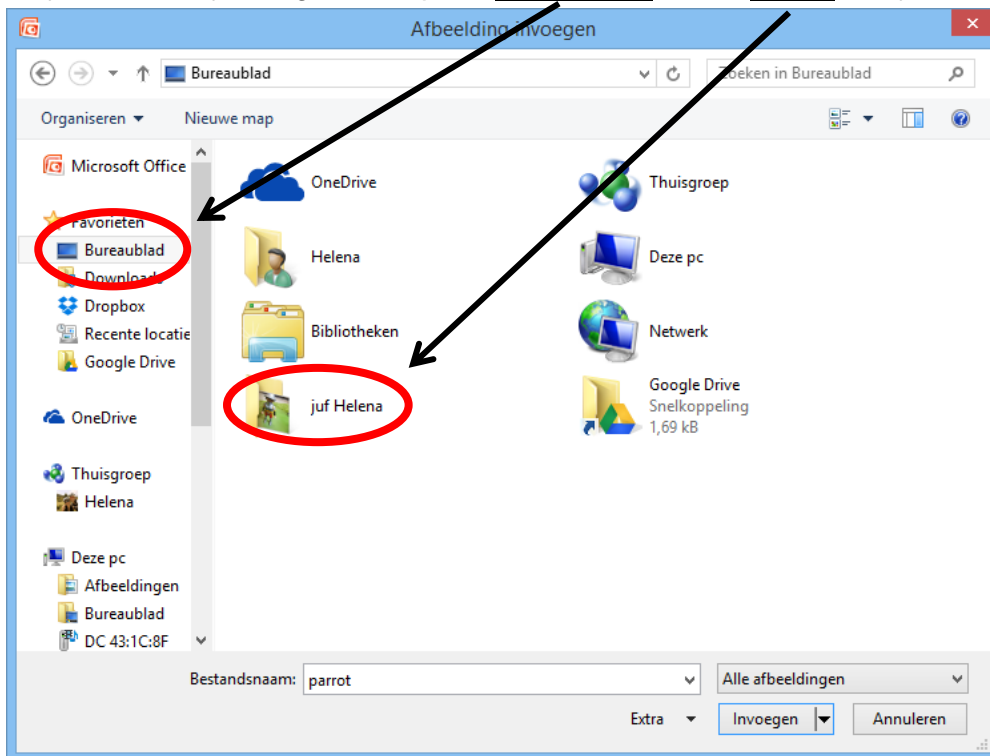 Afbeelding invoegen
Bureaublad
Zoeken in Bureaublad
Organiseren
Nieuwe map
Microsoft Office
Favorieten
Bureaublad
Downloads
Dropbox
Recente locatie
Google Drive
OneDrive
Thuisgroep
Helena
Deze pc
Afbeeldingen
Bureaublad
DC 43:1C:8F
OneDrive
Thuisgroep
Helena
Deze pc
Bibliotheken
Netwerk
juf Helena
Google Drive
Snelkoppeling
1,69 kB
Bestandsnaam: parrot
Alle afbeeldingen
Extra
Invoegen
Annuleren